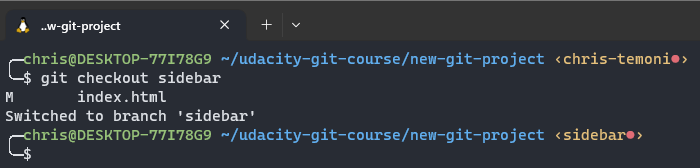 ..w-git-project
chris@DESKTOP-77I78G9 ~/udacity-git-course/new-git-project ‹chris-temoni●›
$ git checkout sidebar
M       index.html
Switched to branch 'sidebar'
chris@DESKTOP-77I78G9 ~/udacity-git-course/new-git-project ‹sidebar●›
$